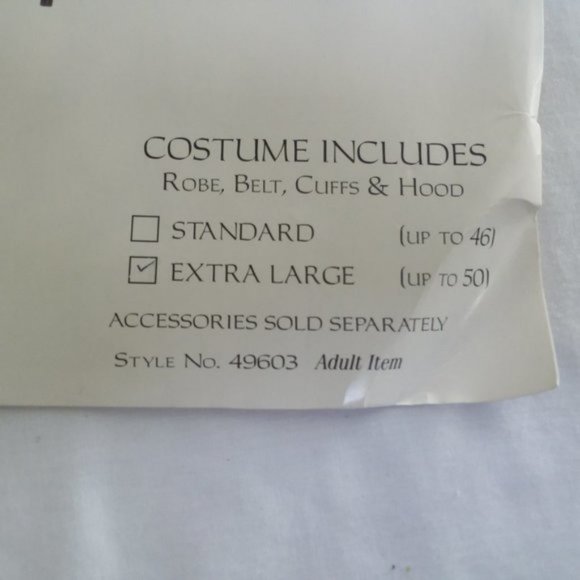 COSTUME INCLUDES
ROBE, BELT, CUFFS & HOOD
STANDARD (UP TO 46)
EXTRA LARGE (UP TO 50)
ACCESSORIES SOLD SEPARATELY
STYLE NO. 49603 Adult Item